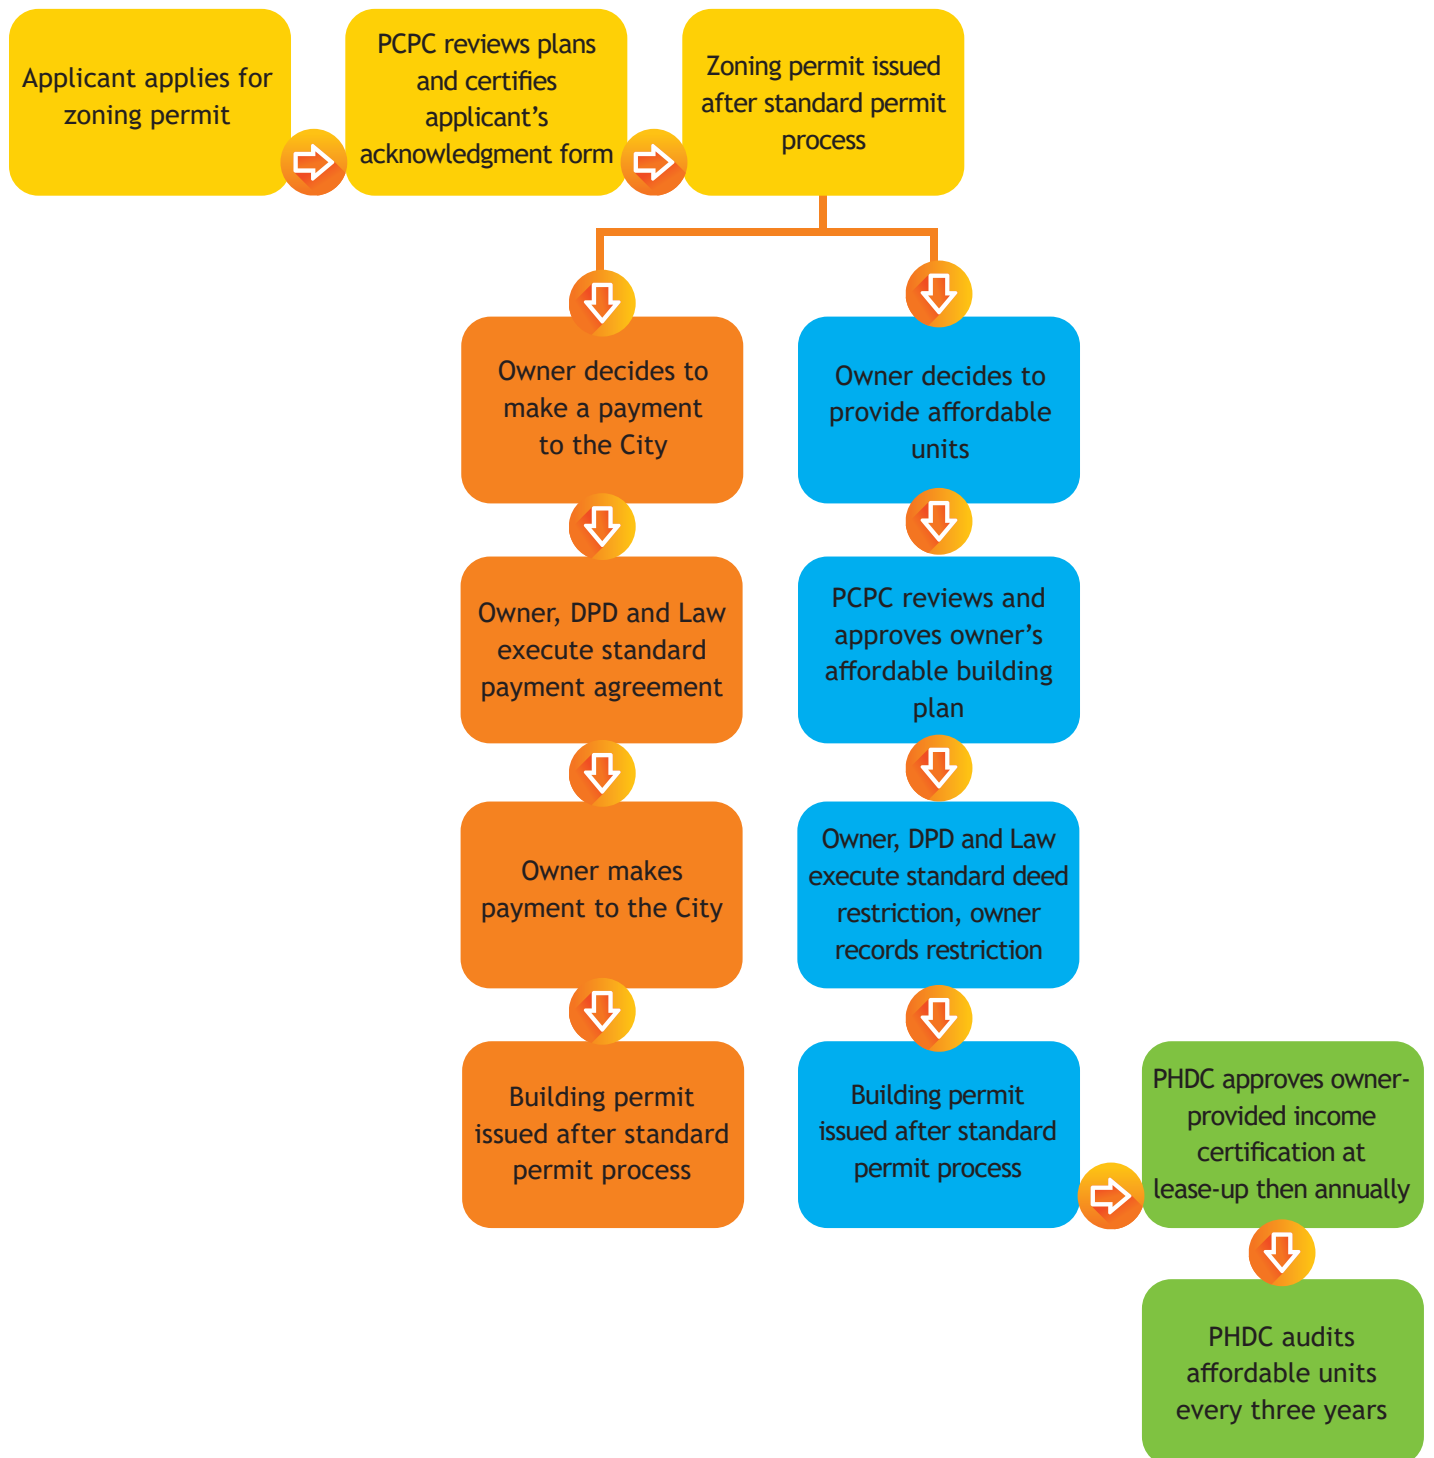 Applicant applies for
zoning permit
PCPC reviews plans
and certifies
applicant's
acknowledgment form
Zoning permit issued
after standard permit
process
Owner decides to
make a payment
to the City
Owner decides to
provide affordable
units
Owner, DPD and Law
execute standard
payment agreement
PCPC reviews and
approves owner's
affordable building
plan
Owner makes
payment to the City
Owner, DPD and Law
execute standard deed
restriction, owner
records restriction
Building permit
issued after standard
permit process
Building permit
issued after standard
permit process
PHDC approves owner-
provided income
certification at
lease-up then annually
PHDC audits
affordable units
every three years